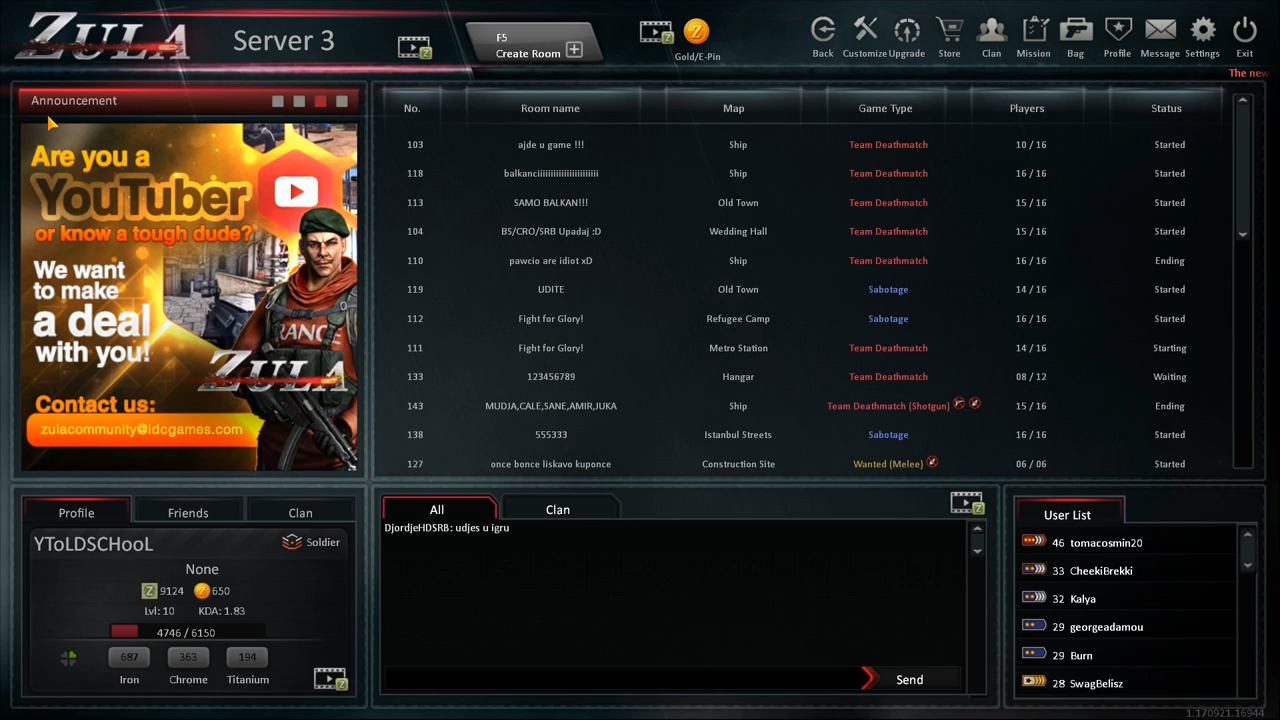 ZULA
Server 3
F5
Create Room
Gold/E-Pin
Back
Customize
Upgrade
Store
Clan
Mission
Bag
Profile
Message
Settings
Exit
The new
Announcement
Are you a
YouTuber
or know a tough dude?
We want
to make
a deal
with you!
RANCE
ZULA
Contact us:
zulacommunity@idcgames.com
No. Room name Map Game Type Players Status
103 ajde u game !!! Ship Team Deathmatch 10 / 16 Started
118 balkanciiiiiiiiiiiiiiiiiiiiiii Ship Team Deathmatch 16 / 16 Started
113 SAMO BALKAN!!! Old Town Team Deathmatch 15 / 16 Started
104 BS/CRO/SRB Upadaj :D Wedding Hall Team Deathmatch 15 / 16 Started
110 pawcio are idiot xD Ship Team Deathmatch 16 / 16 Ending
119 UDITE Old Town Sabotage 14 / 16 Started
112 Fight for Glory! Refugee Camp Sabotage 16 / 16 Started
111 Fight for Glory! Metro Station Team Deathmatch 14 / 16 Starting
133 123456789 Hangar Team Deathmatch 08 / 12 Waiting
143 MUDJA,CALE,SANE,AMIR,JUKA Ship Team Deathmatch (Shotgun) 15 / 16 Ending
138 555333 Istanbul Streets Sabotage 16 / 16 Started
127 once bonce liskavo kuponce Construction Site Wanted (Melee) 06 / 06 Started
Profile Friends Clan
YToLDSCHooL Soldier
None
Z 9124 Z 650
Lvl: 10 KDA: 1.83
4746 / 6150
687 363 194
Iron Chrome Titanium
All Clan
DjordjeHDSRB: udjes u igru
Send
User List
46 tomacosmin20
33 CheekiBrekki
32 Kalya
29 georgeadamou
29 Burn
28 SwagBelisz
1.170921.16944